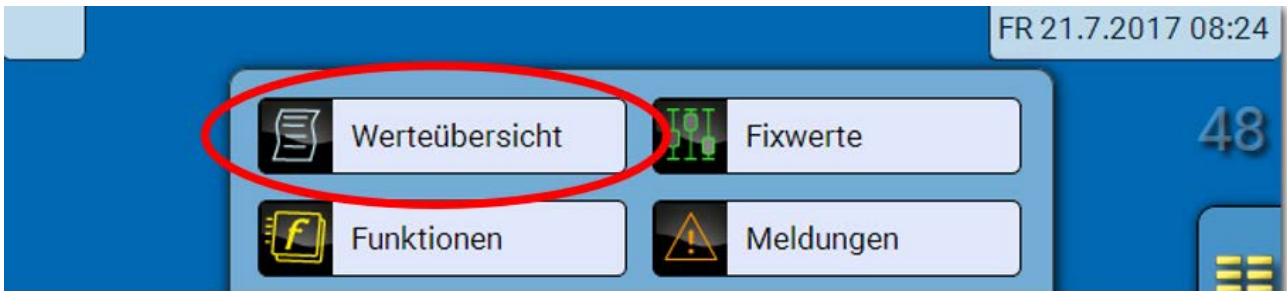 FR 21.7.2017 08:24
Werteübersicht
Fixwerte
48
Funktionen
Meldungen